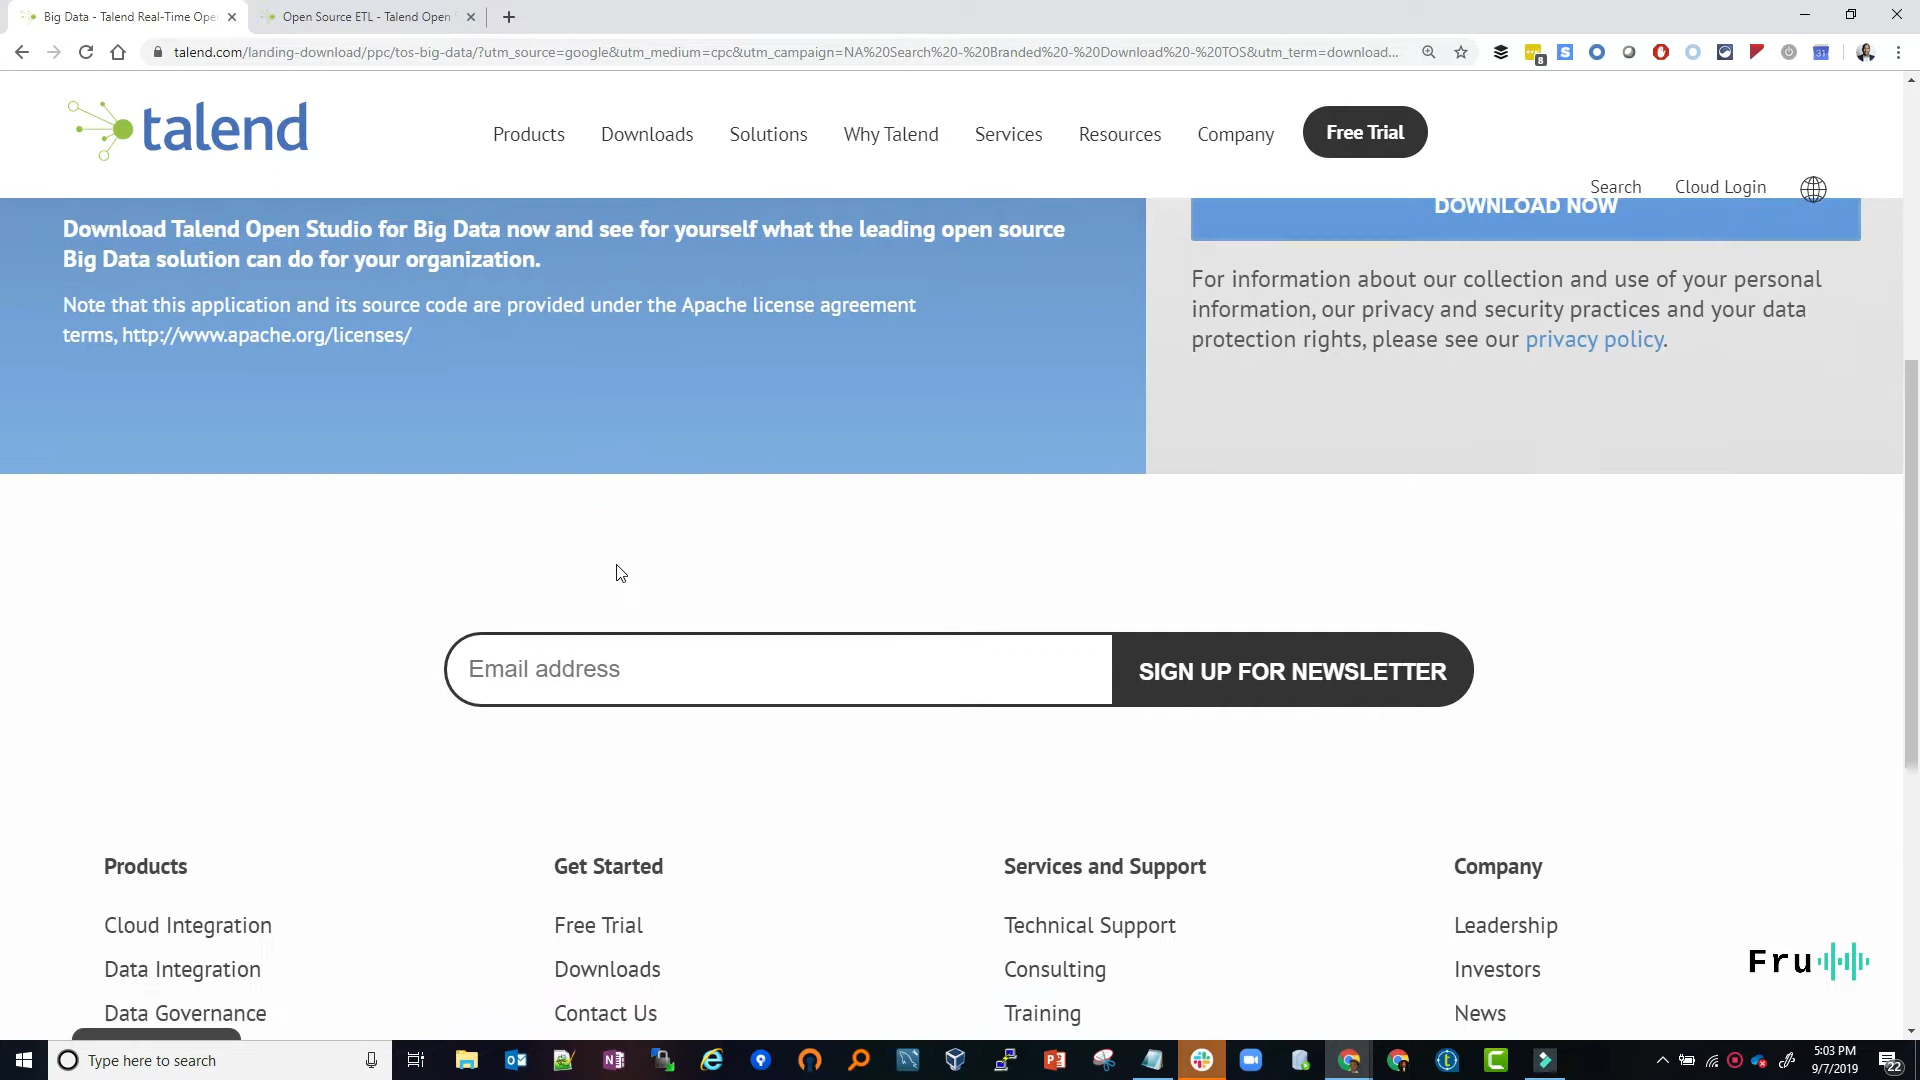 Big Data - Talend Real-Time Ope
Open Source ETL - Talend Open
talend.com/landing-download/ppc/tos-big-data/?utm_source=google&utm_medium=cpc&utm_campaign=NA%20Search%20-%20Branded%20-%20Download%20-%20TOS&utm_term=download...
8
S
31
talend
Products
Downloads
Solutions
Why Talend
Services
Resources
Company
Free Trial
Search
Cloud Login
Download Talend Open Studio for Big Data now and see for yourself what the leading open source
Big Data solution can do for your organization.
Note that this application and its source code are provided under the Apache license agreement
terms, http://www.apache.org/licenses/
DOWNLOAD NOW
For information about our collection and use of your personal
information, our privacy and security practices and your data
protection rights, please see our privacy policy.
Email address
SIGN UP FOR NEWSLETTER
Products
Cloud Integration
Data Integration
Data Governance
Get Started
Free Trial
Downloads
Contact Us
Services and Support
Technical Support
Consulting
Training
Company
Leadership
Investors
News
Fru
Type here to search
5:03 PM
9/7/2019
22